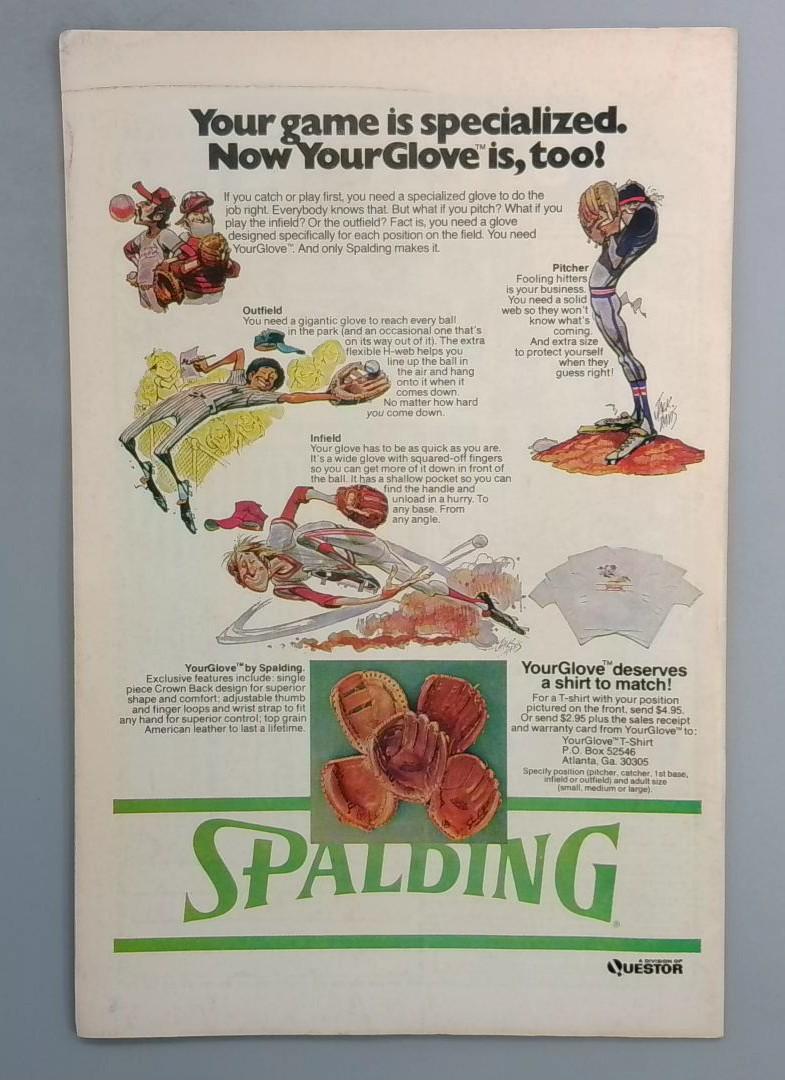 Your game is specialized.
Now YourGlove™ is, too!
If you catch or play first, you need a specialized glove to do the
job right. Everybody knows that. But what if you pitch? What if you
play the infield? Or the outfield? Fact is, you need a glove
designed specifically for each position on the field. You need
YourGlove™. And only Spalding makes it.
Pitcher
Fooling hitters
is your business.
You need a solid
web so they won't
know what's
coming.
And extra size
to protect yourself
when they
guess right!
JACK
DAVIS
Outfield
You need a gigantic glove to reach every ball
in the park (and an occasional one that's
on its way out of it). The extra
flexible H-web helps you
line up the ball in
the air and hang
onto it when it
comes down.
No matter how hard
you come down.
Infield
Your glove has to be as quick as you are.
It's a wide glove with squared-off fingers
so you can get more of it down in front of
the ball. It has a shallow pocket so you can
find the handle and
unload in a hurry. To
any base. From
any angle.
JACK
DAVIS
YourGlove™ by Spalding.
Exclusive features include: single
piece Crown Back design for superior
shape and comfort; adjustable thumb
and finger loops and wrist strap to fit
any hand for superior control; top grain
American leather to last a lifetime.
YourGlove™ deserves
a shirt to match!
For a T-shirt with your position
pictured on the front, send $4.95.
Or send $2.95 plus the sales receipt
and warranty card from YourGlove™ to:
YourGlove™ T-Shirt
P.O. Box 52546
Atlanta, Ga. 30305
Specify position (pitcher, catcher, 1st base,
infield or outfield) and adult size
(small, medium or large).
SPALDING®
A DIVISION OF
QUESTOR